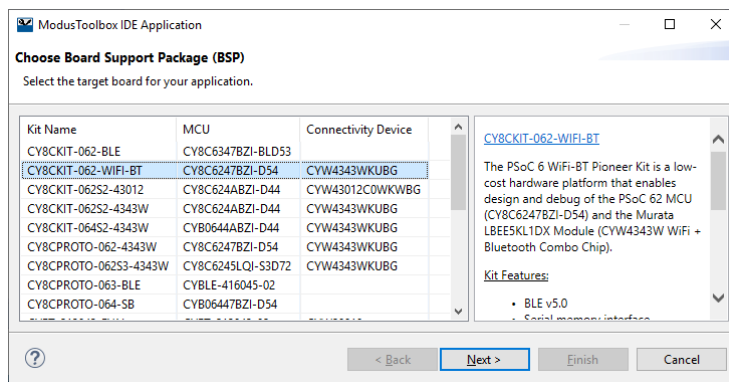 ModusToolbox IDE Application
Choose Board Support Package (BSP)
Select the target board for your application.
Kit Name MCU Connectivity Device
CY8CKIT-062-BLE CY8C6347BZI-BLD53
CY8CKIT-062-WIFI-BT CY8C6247BZI-D54 CYW4343WKUBG
CY8CKIT-062S2-43012 CY8C624ABZI-D44 CYW43012C0WKWBG
CY8CKIT-062S2-4343W CY8C624ABZI-D44 CYW4343WKUBG
CY8CKIT-064S2-4343W CYB0644ABZI-D44 CYW4343WKUBG
CY8CPROTO-062-4343W CY8C6247BZI-D54 CYW4343WKUBG
CY8CPROTO-062S3-4343W CY8C6245LQI-S3D72 CYW4343WKUBG
CY8CPROTO-063-BLE CYBLE-416045-02
CY8CPROTO-064-SB CYB06447BZI-D54
CY8CKIT-062-WIFI-BT
The PSoC 6 WiFi-BT Pioneer Kit is a low-
cost hardware platform that enables
design and debug of the PSoC 62 MCU
(CY8C6247BZI-D54) and the Murata
LBEE5KL1DX Module (CYW4343W WiFi +
Bluetooth Combo Chip).
Kit Features:
• BLE v5.0
• Serial memory interface
?
< Back Next > Finish Cancel